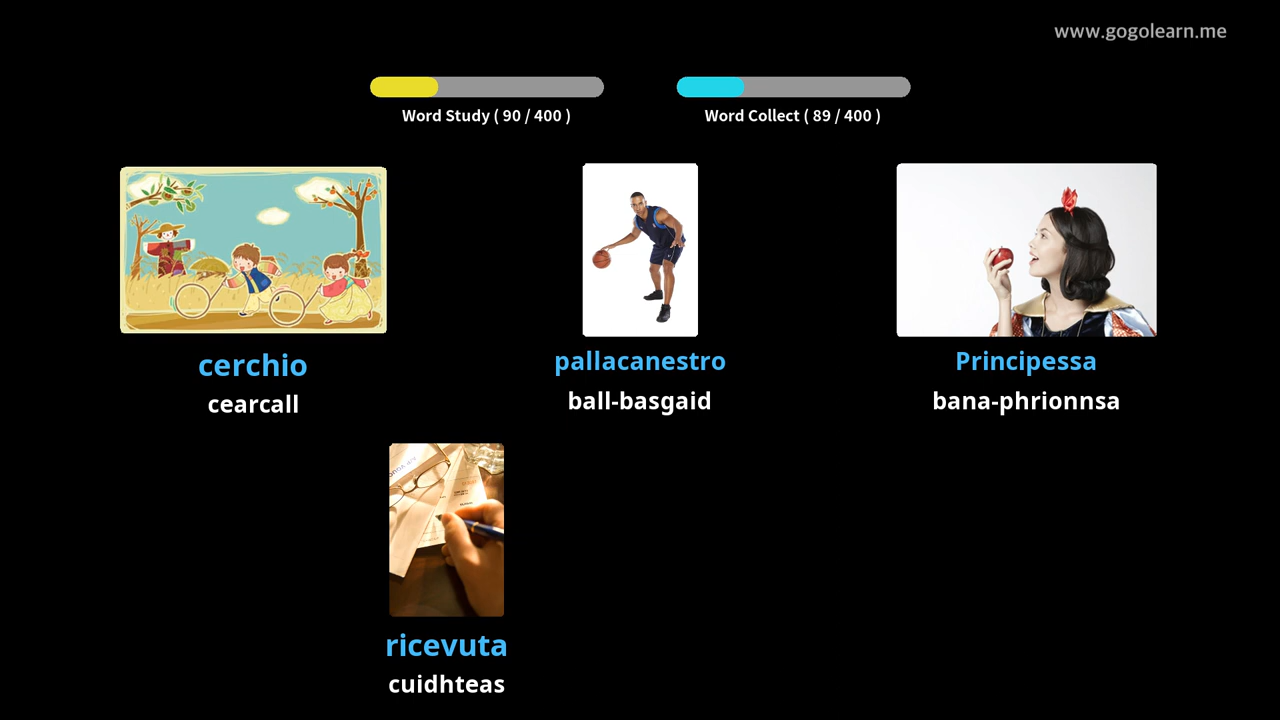 www.gogolearn.me
Word Study ( 90 / 400 )
Word Collect ( 89 / 400 )
cerchio
cearcall
pallacanestro
ball-basgaid
Principessa
bana-phrionnsa
ricevuta
cuidhteas